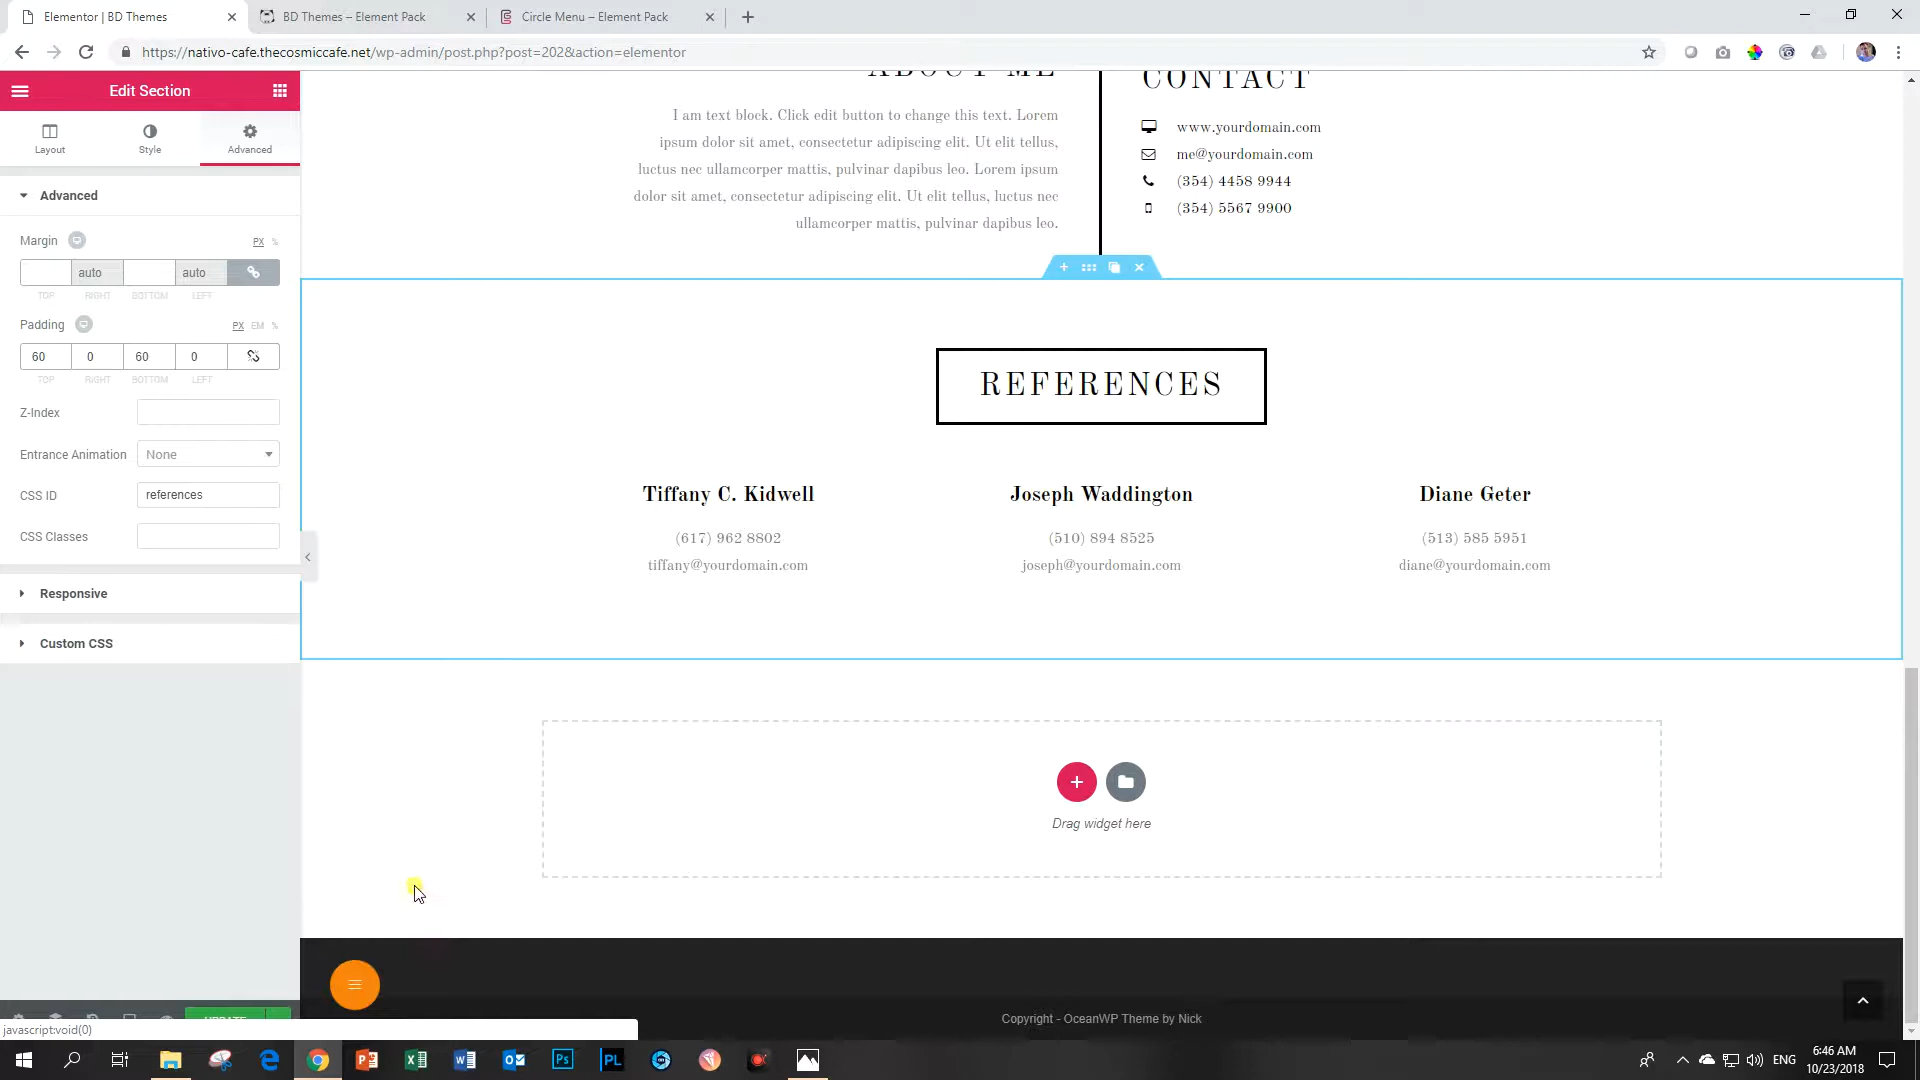 Elementor | BD Themes
BD Themes – Element Pack
Circle Menu – Element Pack
https://nativo-cafe.thecosmiccafe.net/wp-admin/post.php?post=202&action=elementor
Edit Section
Layout
Style
Advanced
Advanced
Margin
PX %
auto auto
TOP RIGHT BOTTOM LEFT
Padding
PX EM %
60 0 60 0
TOP RIGHT BOTTOM LEFT
Z-Index
Entrance Animation None
CSS ID references
CSS Classes
Responsive
Custom CSS
UPDATE
javascript:void(0)
ABOUT ME
I am text block. Click edit button to change this text. Lorem
ipsum dolor sit amet, consectetur adipiscing elit. Ut elit tellus,
luctus nec ullamcorper mattis, pulvinar dapibus leo. Lorem ipsum
dolor sit amet, consectetur adipiscing elit. Ut elit tellus, luctus nec
ullamcorper mattis, pulvinar dapibus leo.
CONTACT
www.yourdomain.com
me@yourdomain.com
(354) 4458 9944
(354) 5567 9900
REFERENCES
Tiffany C. Kidwell
(617) 962 8802
tiffany@yourdomain.com
Joseph Waddington
(510) 894 8525
joseph@yourdomain.com
Diane Geter
(513) 585 5951
diane@yourdomain.com
Drag widget here
Copyright - OceanWP Theme by Nick
Ps
PL
ENG
6:46 AM
10/23/2018